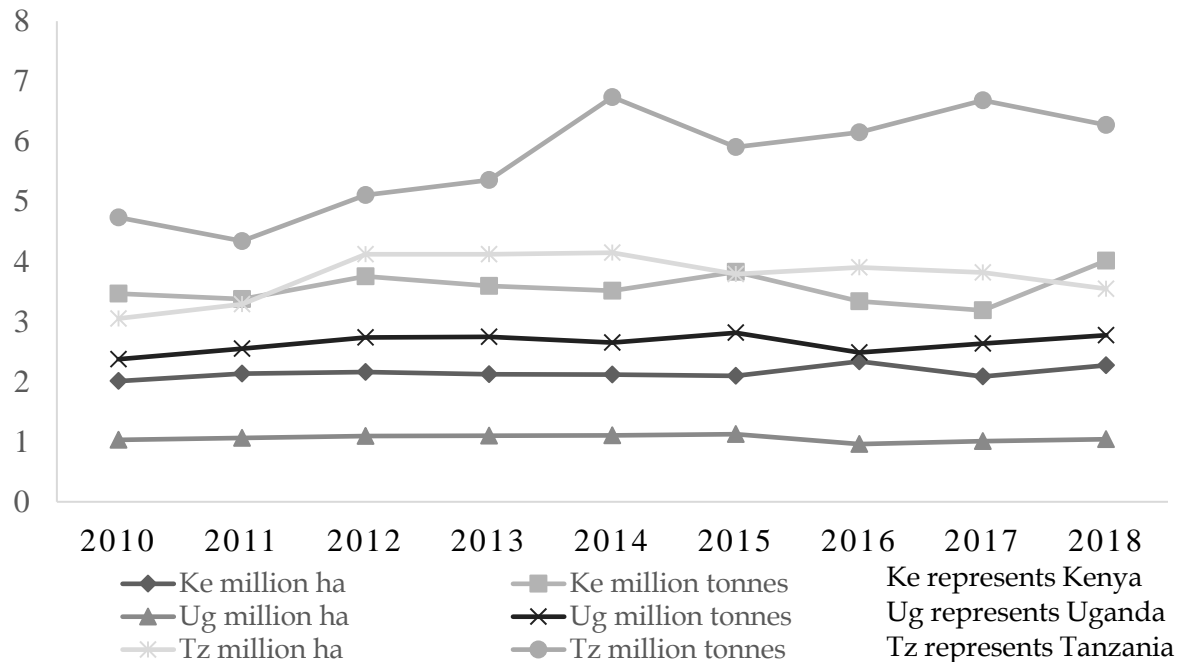 8
7
6
5
4
3
2
1
0
2010 2011 2012 2013 2014 2015 2016 2017 2018
Ke million ha Ke million tonnes Ke represents Kenya
Ug million ha Ug million tonnes Ug represents Uganda
Tz million ha Tz million tonnes Tz represents Tanzania